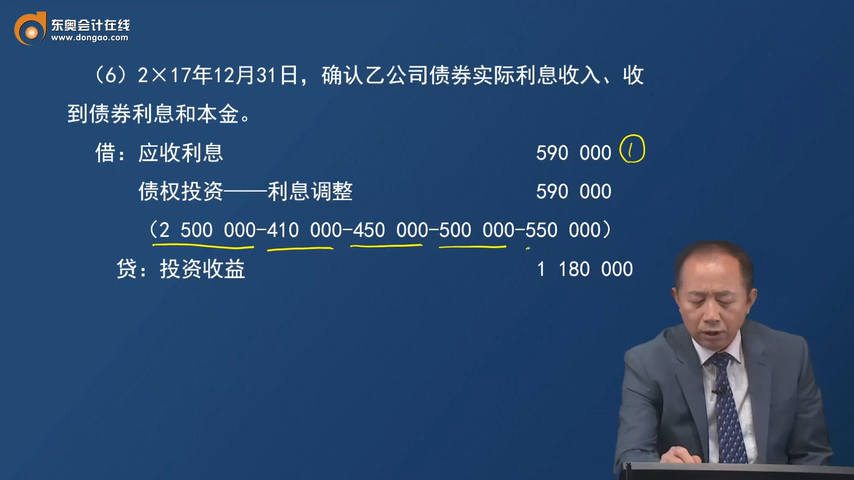 东奥会计在线
www.dongao.com
（6）2×17年12月31日，确认乙公司债券实际利息收入、收
到债券利息和本金。
借：应收利息 590 000 ①
债权投资——利息调整 590 000
（2 500 000-410 000-450 000-500 000-550 000）
贷：投资收益 1 180 000